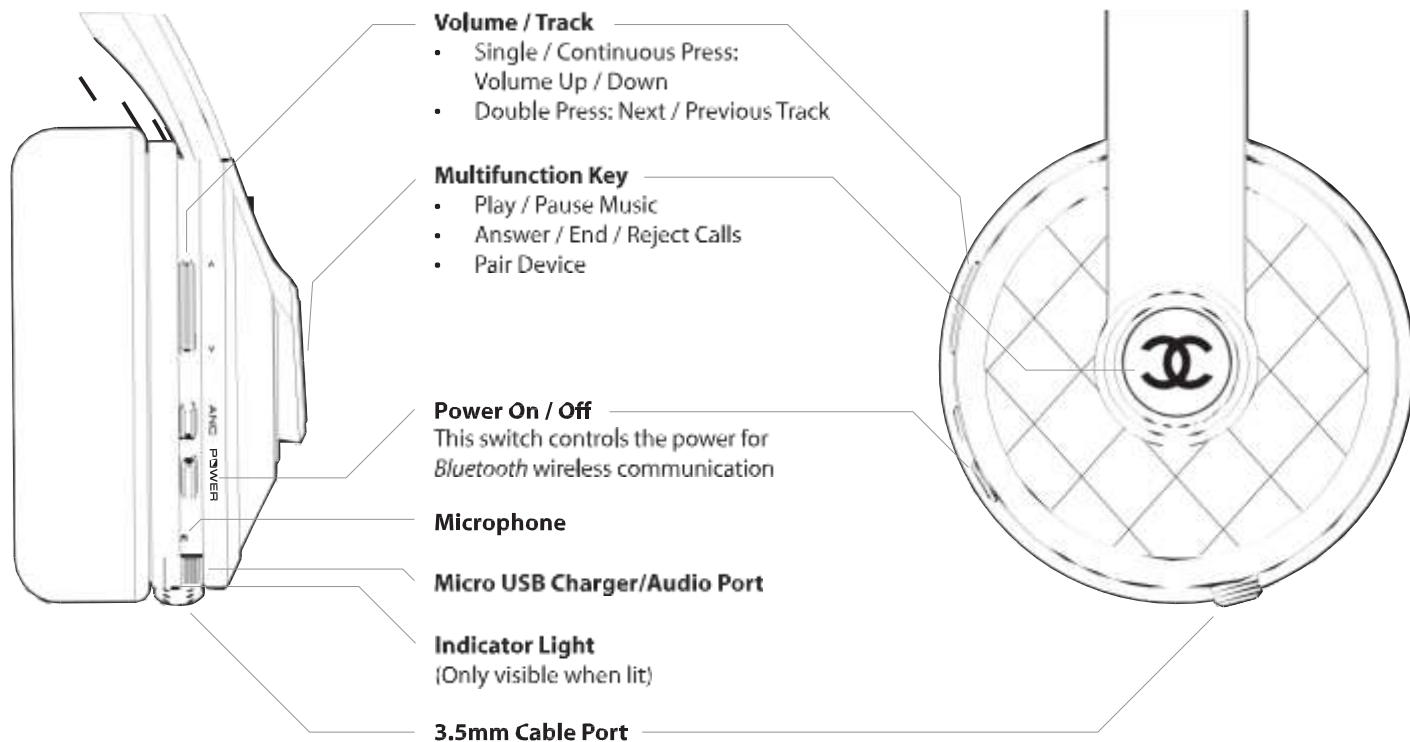 Volume / Track
• Single / Continuous Press:
Volume Up / Down
• Double Press: Next / Previous Track
Multifunction Key
• Play / Pause Music
• Answer / End / Reject Calls
• Pair Device
Power On / Off
This switch controls the power for
Bluetooth wireless communication
Microphone
Micro USB Charger/Audio Port
Indicator Light
(Only visible when lit)
3.5mm Cable Port
< >
ANC POWER